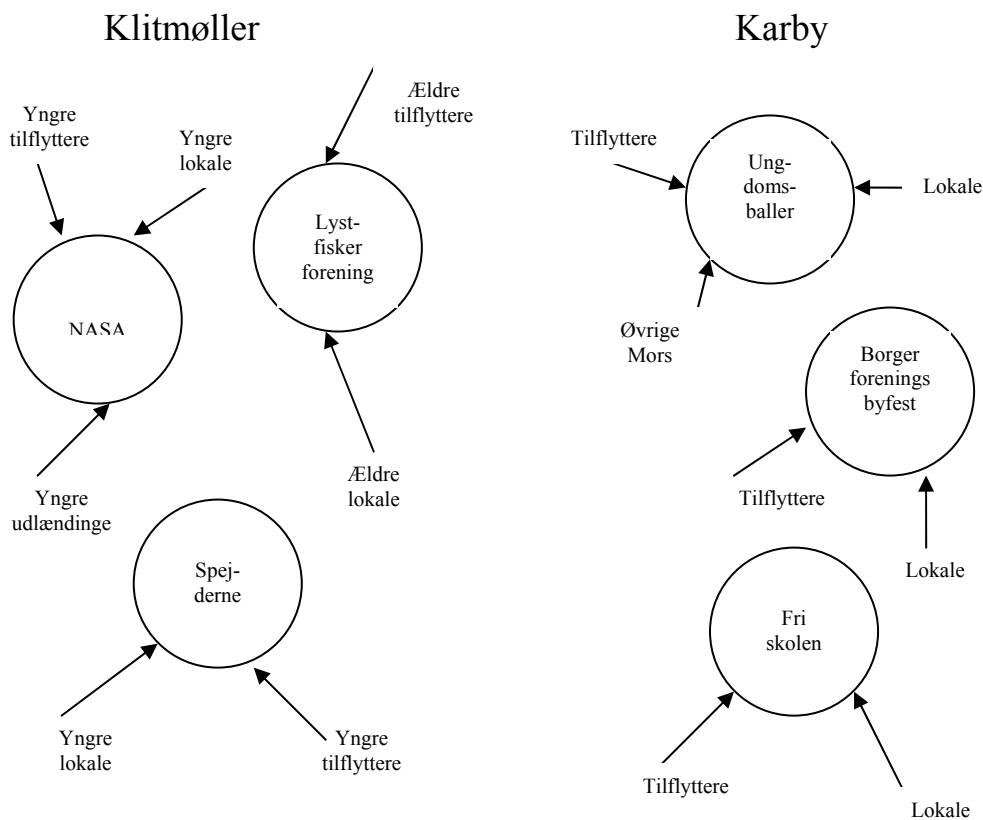 Klitmøller
Karby
Yngre
tilflyttere
Yngre
lokale
Ældre
tilflyttere
Lyst-
fisker
forening
NASA
Yngre
udlændinge
Ældre
lokale
Spej-
derne
Yngre
lokale
Yngre
tilflyttere
Tilflyttere
Ung-
doms-
baller
Lokale
Øvrige
Mors
Borger
forenings
byfest
Tilflyttere
Lokale
Fri
skolen
Tilflyttere
Lokale